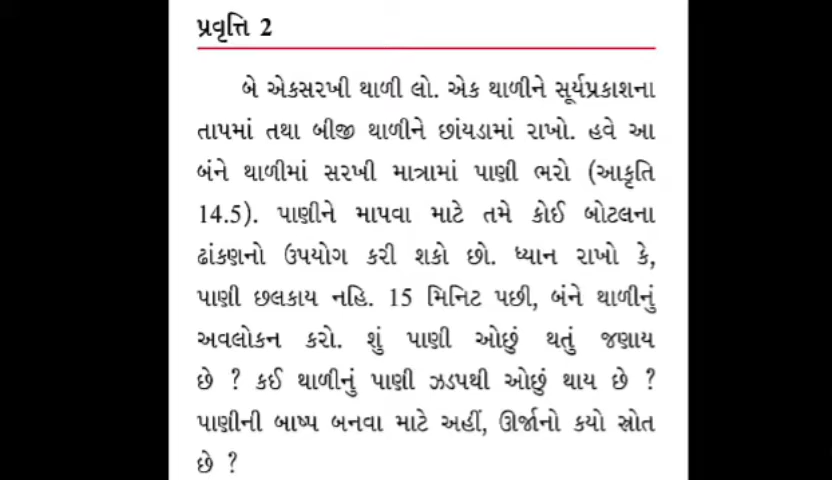 પ્રવૃત્તિ 2
બે એકસરખી થાળી લો. એક થાળીને સૂર્યપ્રકાશના
તાપમાં તથા બીજી થાળીને છાંયડામાં રાખો. હવે આ
બંને થાળીમાં સરખી માત્રામાં પાણી ભરો (આકૃતિ
14.5). પાણીને માપવા માટે તમે કોઈ બોટલના
ઢાંકણનો ઉપયોગ કરી શકો છો. ધ્યાન રાખો કે,
પાણી છલકાય નહિ. 15 મિનિટ પછી, બંને થાળીનું
અવલોકન કરો. શું પાણી ઓછું થતું જણાય
છે ? કઈ થાળીનું પાણી ઝડપથી ઓછું થાય છે ?
પાણીની બાષ્પ બનવા માટે અહીં, ઊર્જાનો કયો સ્રોત
છે ?